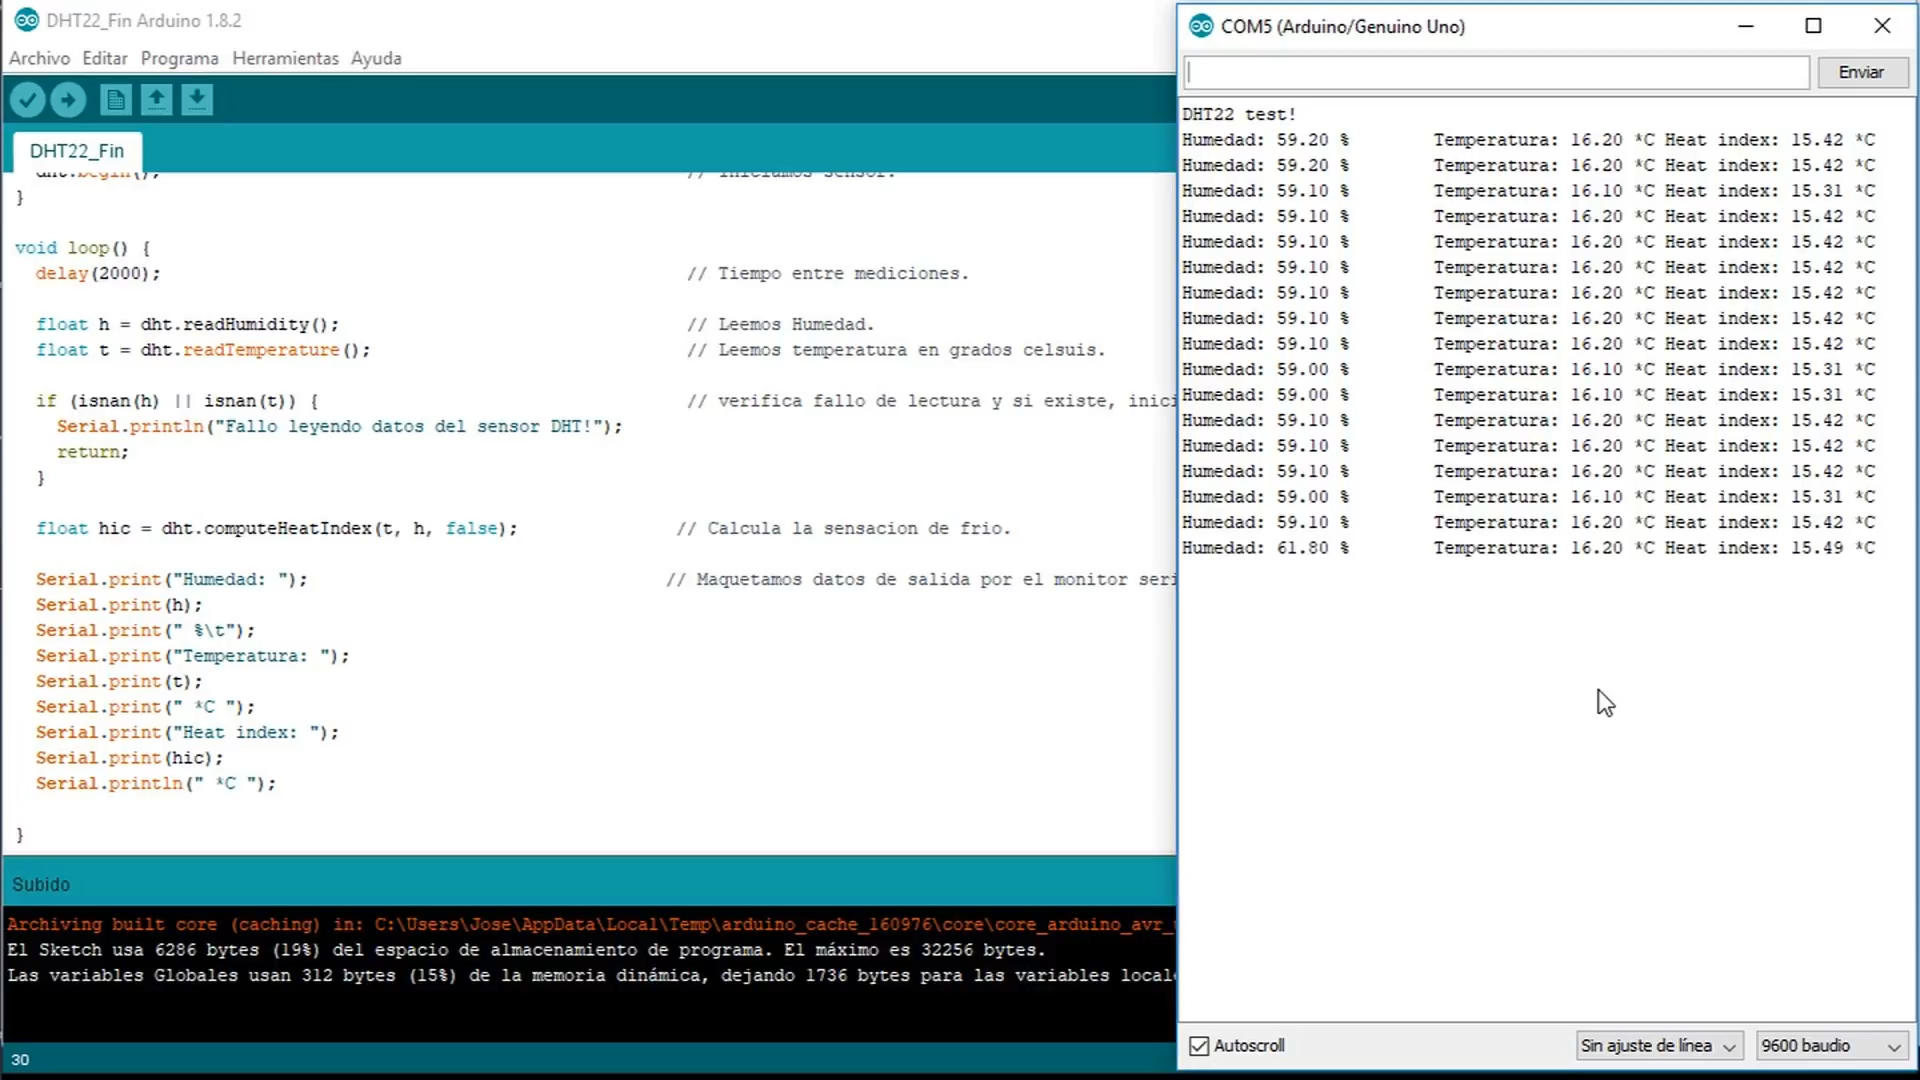 DHT22_Fin Arduino 1.8.2
Archivo Editar Programa Herramientas Ayuda
DHT22_Fin
dht.begin(); // Iniciamos sensor.
}
void loop() {
delay(2000); // Tiempo entre mediciones.
float h = dht.readHumidity(); // Leemos Humedad.
float t = dht.readTemperature(); // Leemos temperatura en grados celsuis.
if (isnan(h) || isnan(t)) { // verifica fallo de lectura y si existe, inici
Serial.println("Fallo leyendo datos del sensor DHT!");
return;
}
float hic = dht.computeHeatIndex(t, h, false); // Calcula la sensacion de frio.
Serial.print("Humedad: "); // Maquetamos datos de salida por el monitor seri
Serial.print(h);
Serial.print(" %\t");
Serial.print("Temperatura: ");
Serial.print(t);
Serial.print(" *C ");
Serial.print("Heat index: ");
Serial.print(hic);
Serial.println(" *C ");
}
Subido
Archiving built core (caching) in: C:\Users\Jose\AppData\Local\Temp\arduino_cache_160976\core\core_arduino_avr_
El Sketch usa 6286 bytes (19%) del espacio de almacenamiento de programa. El máximo es 32256 bytes.
Las variables Globales usan 312 bytes (15%) de la memoria dinámica, dejando 1736 bytes para las variables local
30
COM5 (Arduino/Genuino Uno)
Enviar
DHT22 test!
Humedad: 59.20 % Temperatura: 16.20 *C Heat index: 15.42 *C
Humedad: 59.20 % Temperatura: 16.20 *C Heat index: 15.42 *C
Humedad: 59.10 % Temperatura: 16.10 *C Heat index: 15.31 *C
Humedad: 59.10 % Temperatura: 16.20 *C Heat index: 15.42 *C
Humedad: 59.10 % Temperatura: 16.20 *C Heat index: 15.42 *C
Humedad: 59.10 % Temperatura: 16.20 *C Heat index: 15.42 *C
Humedad: 59.10 % Temperatura: 16.20 *C Heat index: 15.42 *C
Humedad: 59.10 % Temperatura: 16.20 *C Heat index: 15.42 *C
Humedad: 59.10 % Temperatura: 16.20 *C Heat index: 15.42 *C
Humedad: 59.00 % Temperatura: 16.10 *C Heat index: 15.31 *C
Humedad: 59.00 % Temperatura: 16.10 *C Heat index: 15.31 *C
Humedad: 59.10 % Temperatura: 16.20 *C Heat index: 15.42 *C
Humedad: 59.10 % Temperatura: 16.20 *C Heat index: 15.42 *C
Humedad: 59.10 % Temperatura: 16.20 *C Heat index: 15.42 *C
Humedad: 59.00 % Temperatura: 16.10 *C Heat index: 15.31 *C
Humedad: 59.10 % Temperatura: 16.20 *C Heat index: 15.42 *C
Humedad: 61.80 % Temperatura: 16.20 *C Heat index: 15.49 *C
Autoscroll
Sin ajuste de línea
9600 baudio